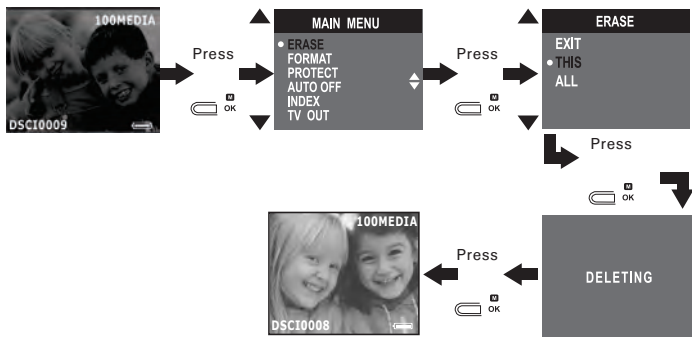 100MEDIA
DSCI0009
Press
M
OK
MAIN MENU
ERASE
FORMAT
PROTECT
AUTO OFF
INDEX
TV OUT
Press
M
OK
ERASE
EXIT
THIS
ALL
Press
M
OK
DELETING
Press
M
OK
100MEDIA
DSCI0008